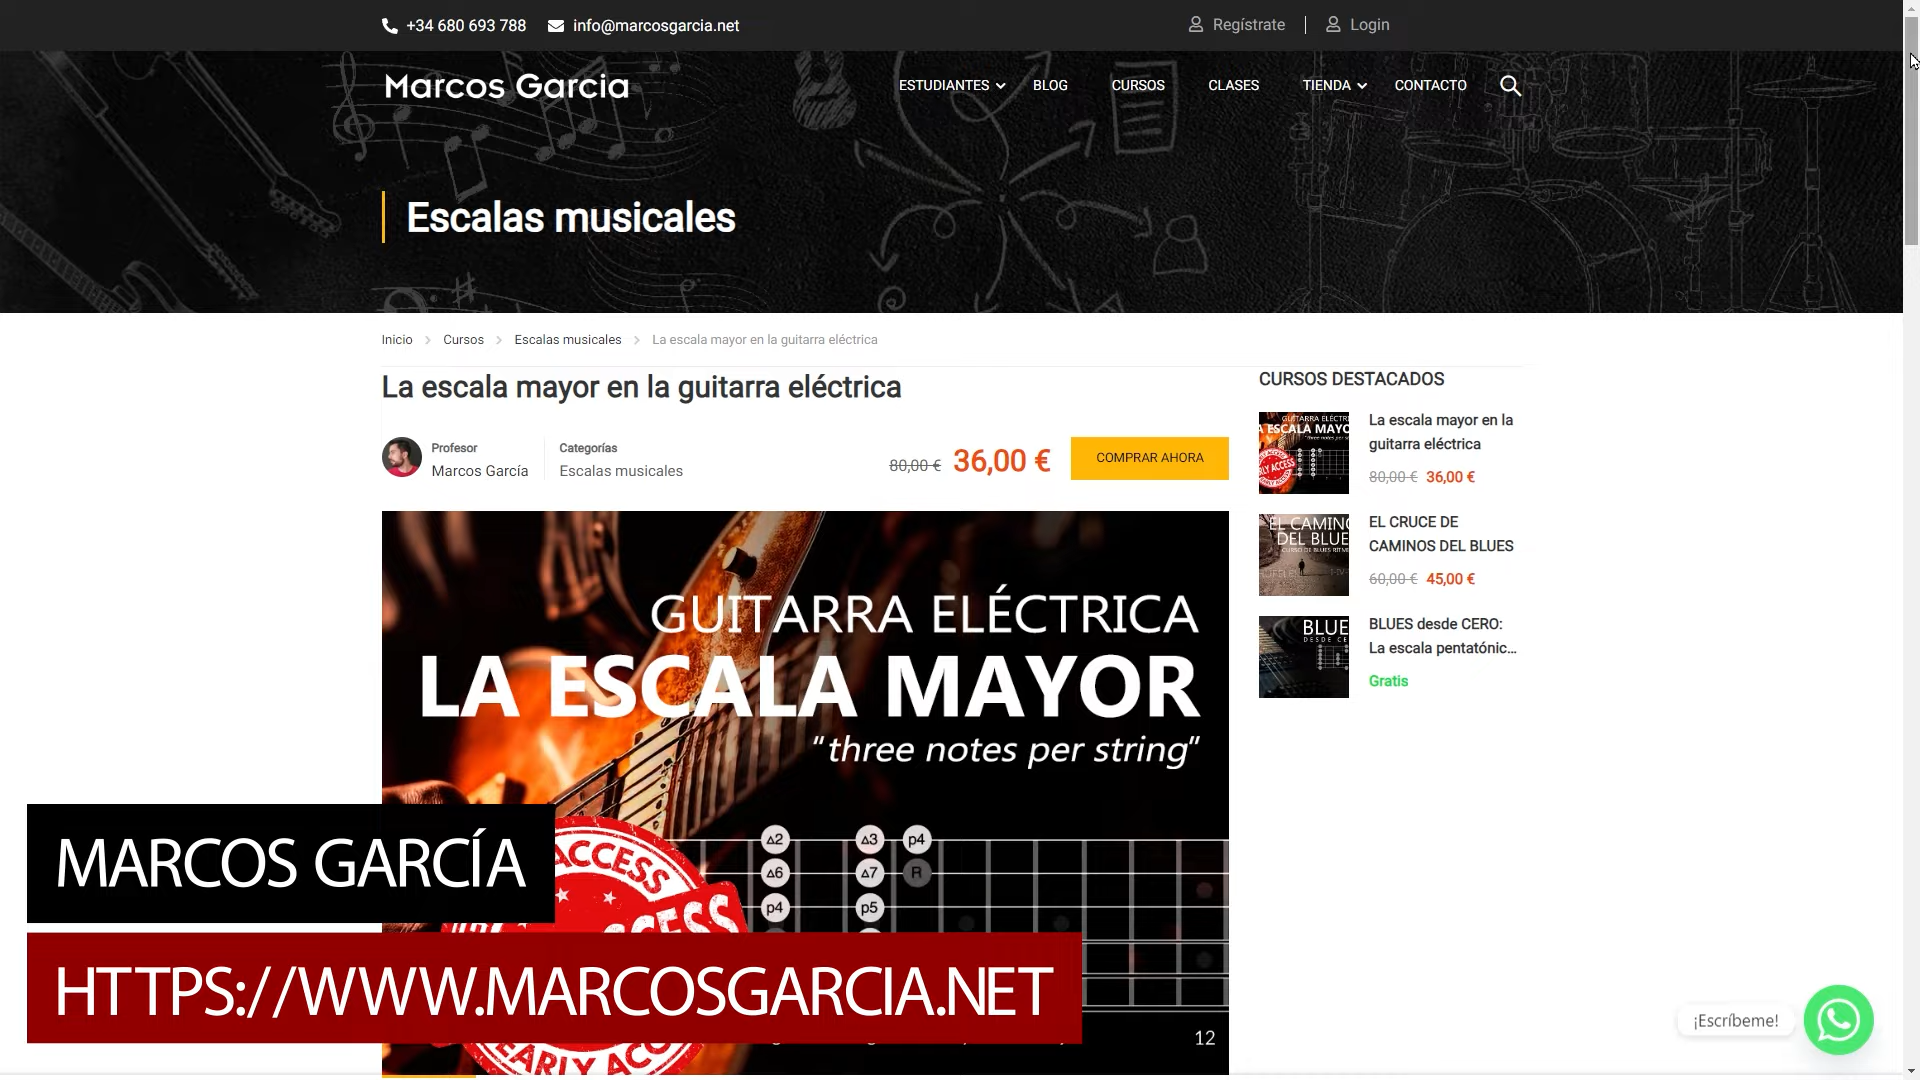 +34 680 693 788 info@marcosgarcia.net Regístrate Login
Marcos Garcia ESTUDIANTES BLOG CURSOS CLASES TIENDA CONTACTO
Escalas musicales
Inicio Cursos Escalas musicales La escala mayor en la guitarra eléctrica
La escala mayor en la guitarra eléctrica
Profesor
Marcos García
Categorías
Escalas musicales
80,00 € 36,00 € COMPRAR AHORA
GUITARRA ELÉCTRICA
LA ESCALA MAYOR
"three notes per string"
Δ2 Δ3 p4
Δ6 Δ7 R
p4 p5
12
ACCESS
EARLY
MARCOS GARCÍA
HTTPS://WWW.MARCOSGARCIA.NET
CURSOS DESTACADOS
La escala mayor en la
guitarra eléctrica
80,00 € 36,00 €
EL CRUCE DE
CAMINOS DEL BLUES
60,00 € 45,00 €
BLUES desde CERO:
La escala pentatónic...
Gratis
¡Escríbeme!